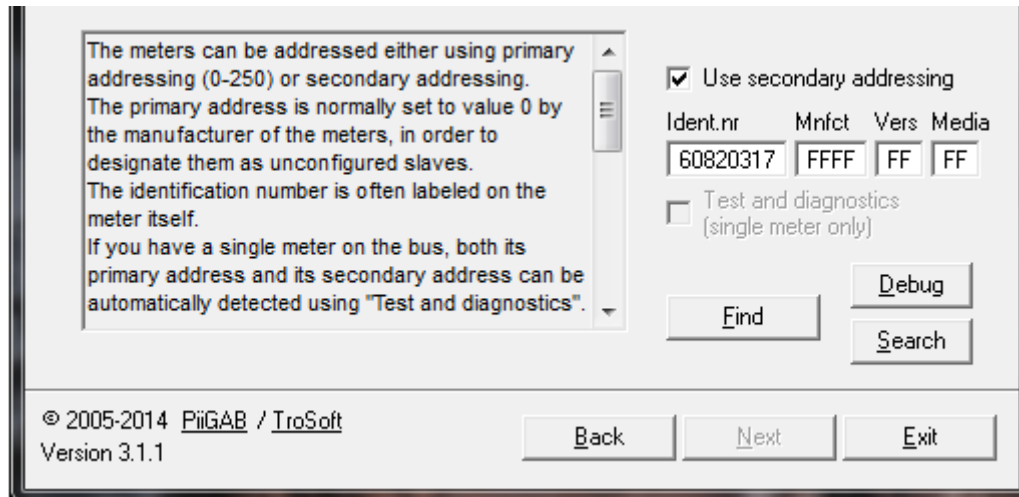 The meters can be addressed either using primary
addressing (0-250) or secondary addressing.
The primary address is normally set to value 0 by
the manufacturer of the meters, in order to
designate them as unconfigured slaves.
The identification number is often labeled on the
meter itself.
If you have a single meter on the bus, both its
primary address and its secondary address can be
automatically detected using "Test and diagnostics".
Use secondary addressing
Ident.nr Mnfct Vers Media
60820317 FFFF FF FF
Test and diagnostics
(single meter only)
Debug
Find
Search
© 2005-2014 PiiGAB / TroSoft
Version 3.1.1
Back Next Exit